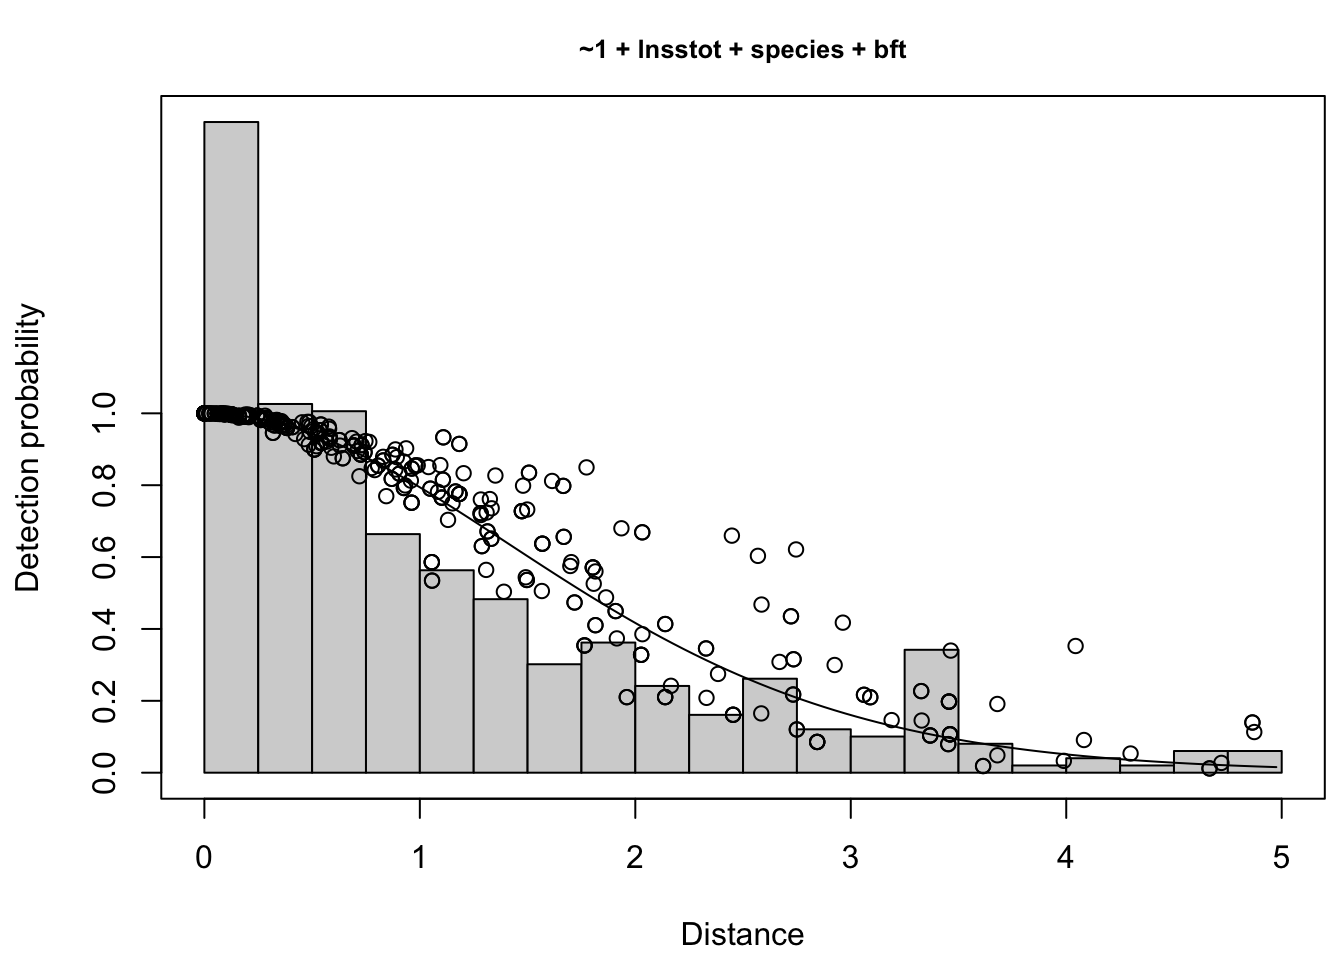 ~1 + lnsstot + species + bft
Detection probability
1.0
0.8
0.6
0.4
0.2
0.0
0 1 2 3 4 5
Distance